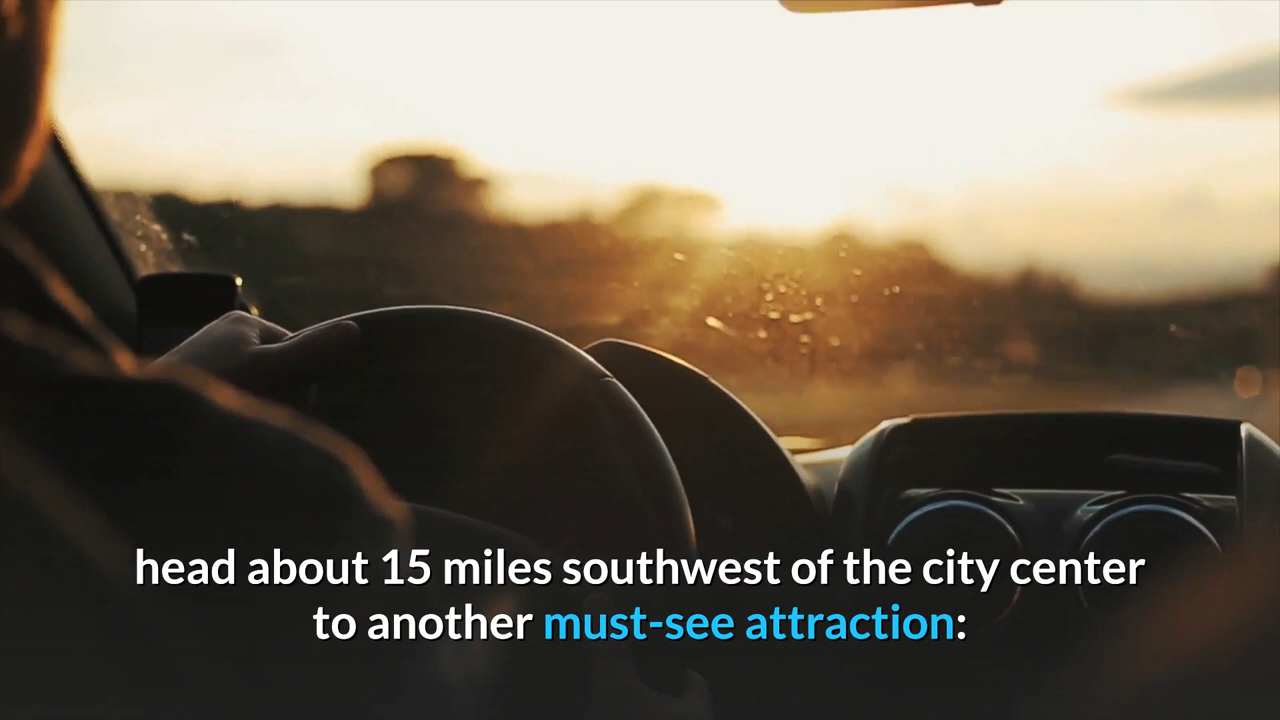 head about 15 miles southwest of the city center
to another must-see attraction: